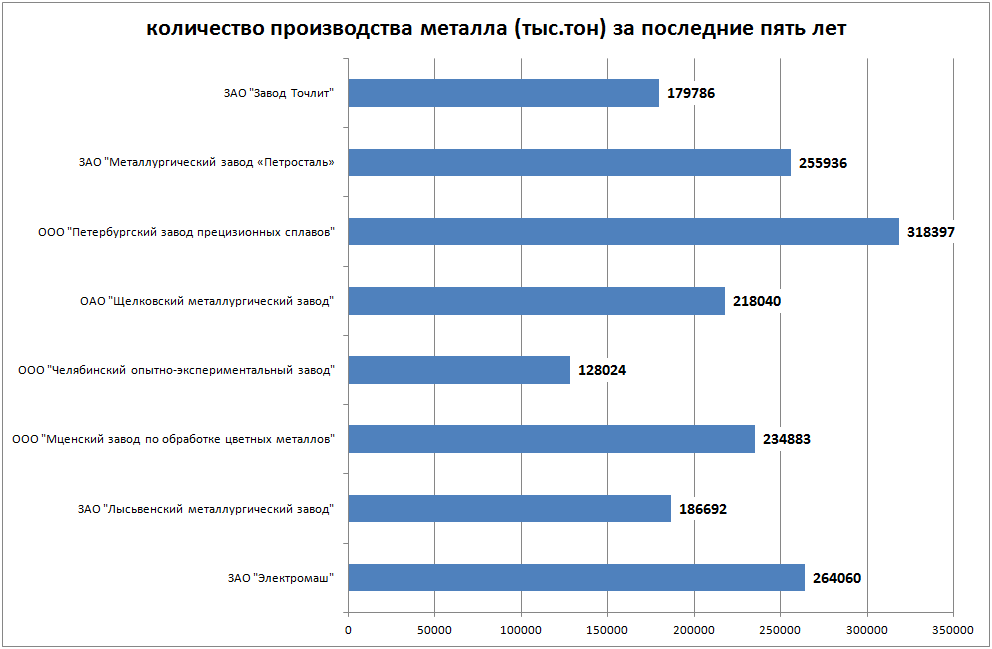 количество производства металла (тыс.тон) за последние пять лет
ЗАО "Завод Точлит"
179786
ЗАО "Металлургический завод «Петросталь»
255936
ООО "Петербургский завод прецизионных сплавов"
318397
ОАО "Щелковский металлургический завод"
218040
ООО "Челябинский опытно-экспериментальный завод"
128024
ООО "Мценский завод по обработке цветных металлов"
234883
ЗАО "Лысьвенский металлургический завод"
186692
ЗАО "Электромаш"
264060
0 50000 100000 150000 200000 250000 300000 350000